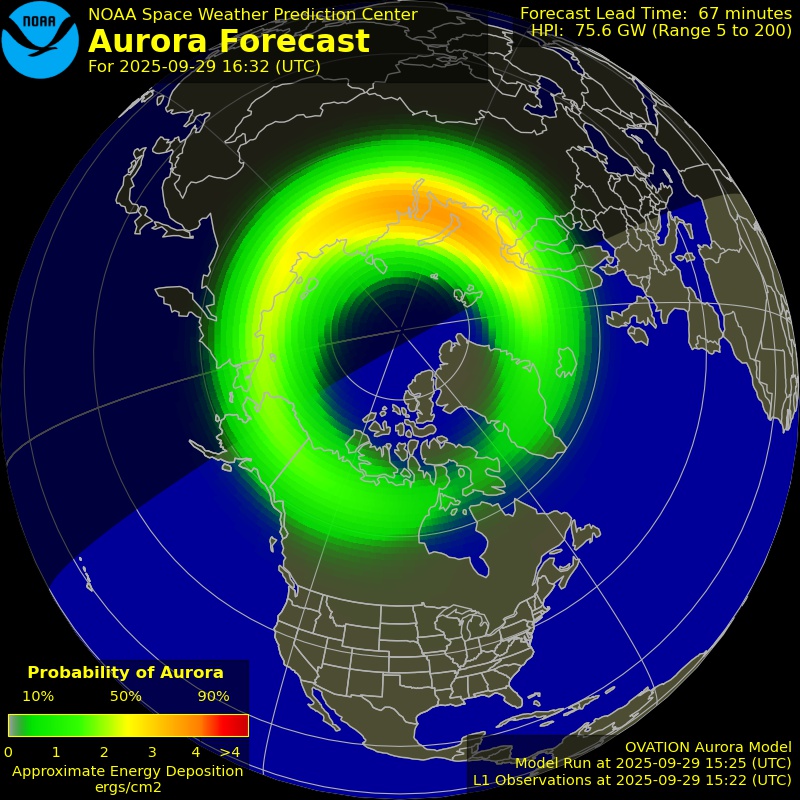 NOAA
NOAA Space Weather Prediction Center
Aurora Forecast
For 2025-09-29 16:32 (UTC)
Forecast Lead Time: 67 minutes
HPI: 75.6 GW (Range 5 to 200)
Probability of Aurora
10% 50% 90%
0 1 2 3 4 >4
Approximate Energy Deposition
ergs/cm2
OVATION Aurora Model
Model Run at 2025-09-29 15:25 (UTC)
L1 Observations at 2025-09-29 15:22 (UTC)